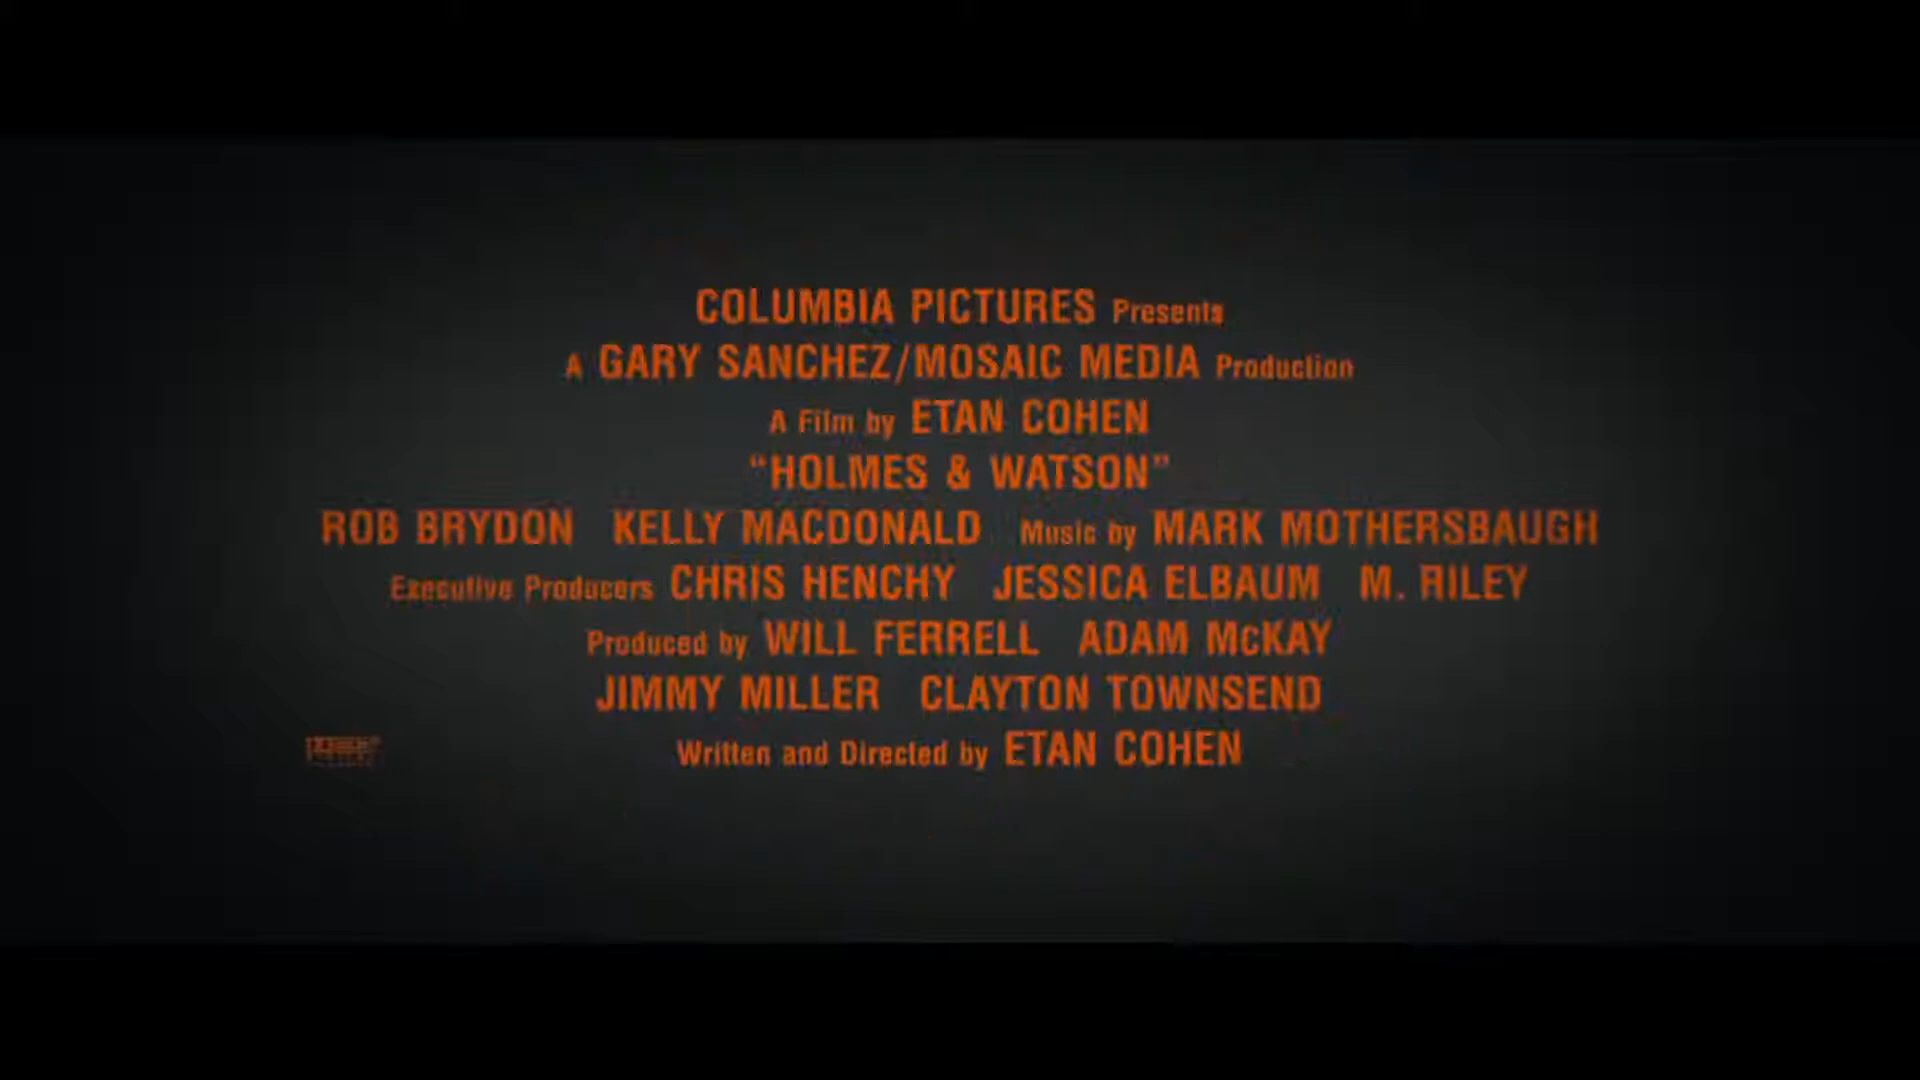 COLUMBIA PICTURES Presents
A GARY SANCHEZ/MOSAIC MEDIA Production
A Film by ETAN COHEN
“HOLMES & WATSON”
ROB BRYDON KELLY MACDONALD Music by MARK MOTHERSBAUGH
Executive Producers CHRIS HENCHY JESSICA ELBAUM M. RILEY
Produced by WILL FERRELL ADAM McKAY
JIMMY MILLER CLAYTON TOWNSEND
Written and Directed by ETAN COHEN